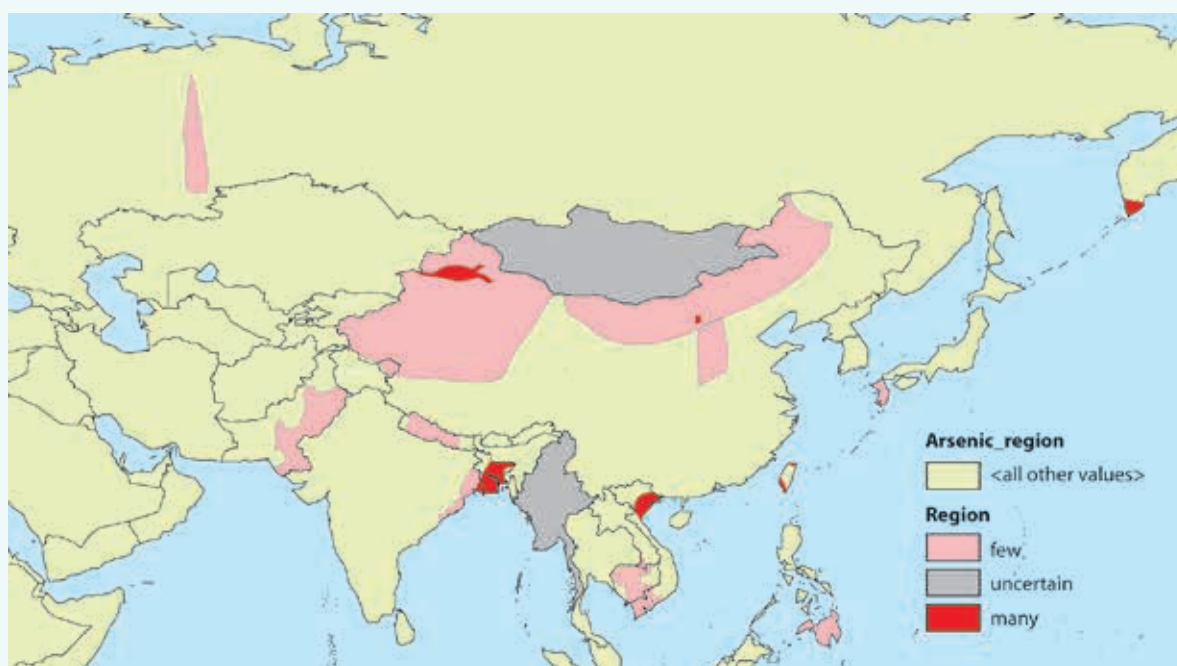 Arsenic_region
<all other values>
Region
few
uncertain
many